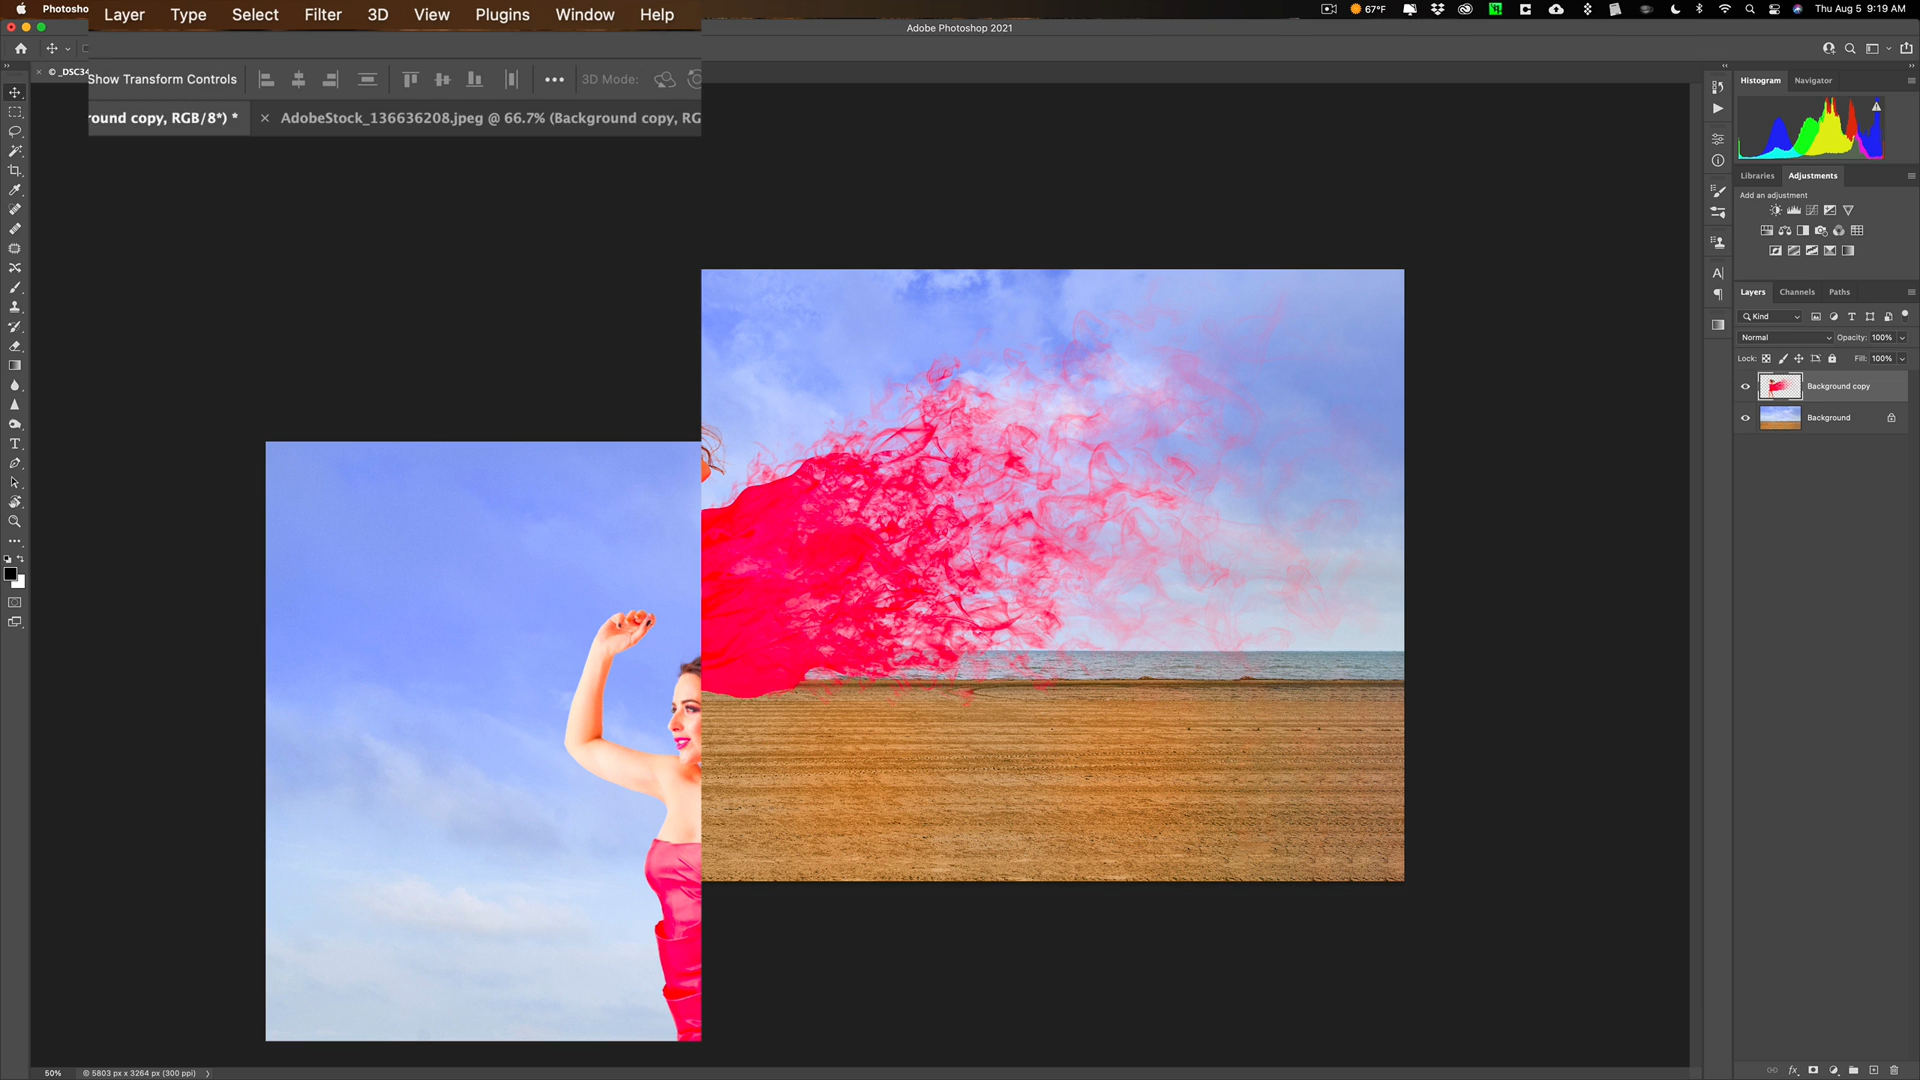 Photosho
Layer Type Select Filter 3D View Plugins Window Help
67°F
Thu Aug 5 9:19 AM
Adobe Photoshop 2021
Show Transform Controls
3D Mode:
© _DSC34
round copy, RGB/8*) *
× AdobeStock_136636208.jpeg @ 66.7% (Background copy, RG
Histogram Navigator
Libraries Adjustments
Add an adjustment
Layers Channels Paths
Kind
Normal Opacity: 100%
Lock: Fill: 100%
Background copy
Background
50% © 5803 px x 3264 px (300 ppi)